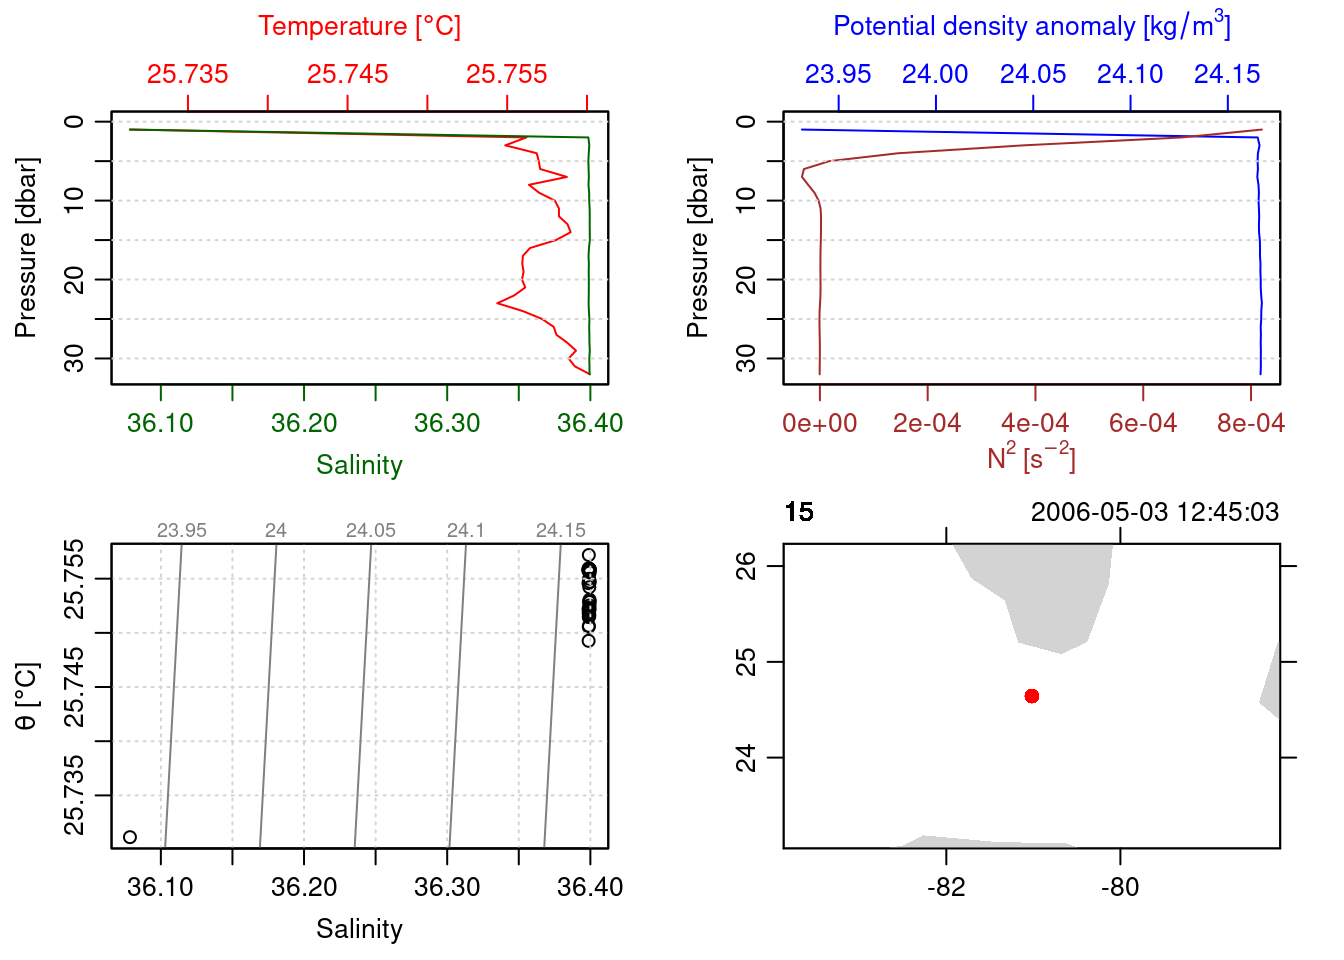 Temperature [°C]
25.735 25.745 25.755
Pressure [dbar]
0
10
20
30
36.10 36.20 36.30 36.40
Salinity
Potential density anomaly [kg/m³]
23.95 24.00 24.05 24.10 24.15
Pressure [dbar]
0
10
20
30
0e+00 2e-04 4e-04 6e-04 8e-04
N² [s⁻²]
23.95 24 24.05 24.1 24.15
θ [°C]
25.755
25.745
25.735
36.10 36.20 36.30 36.40
Salinity
15 2006-05-03 12:45:03
26
25
24
-82 -80